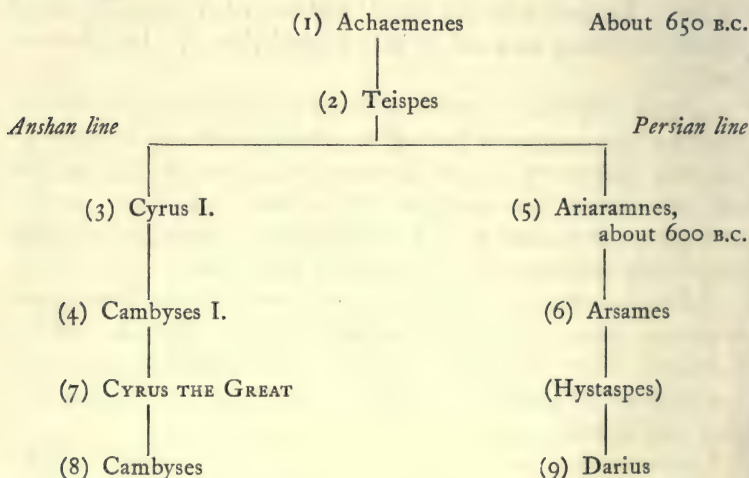 (1) Achaemenes About 650 B.C.
(2) Teispes
Anshan line Persian line
(3) Cyrus I. (5) Ariaramnes,
about 600 B.C.
(4) Cambyses I. (6) Arsames
(7) CYRUS THE GREAT (Hystaspes)
(8) Cambyses (9) Darius